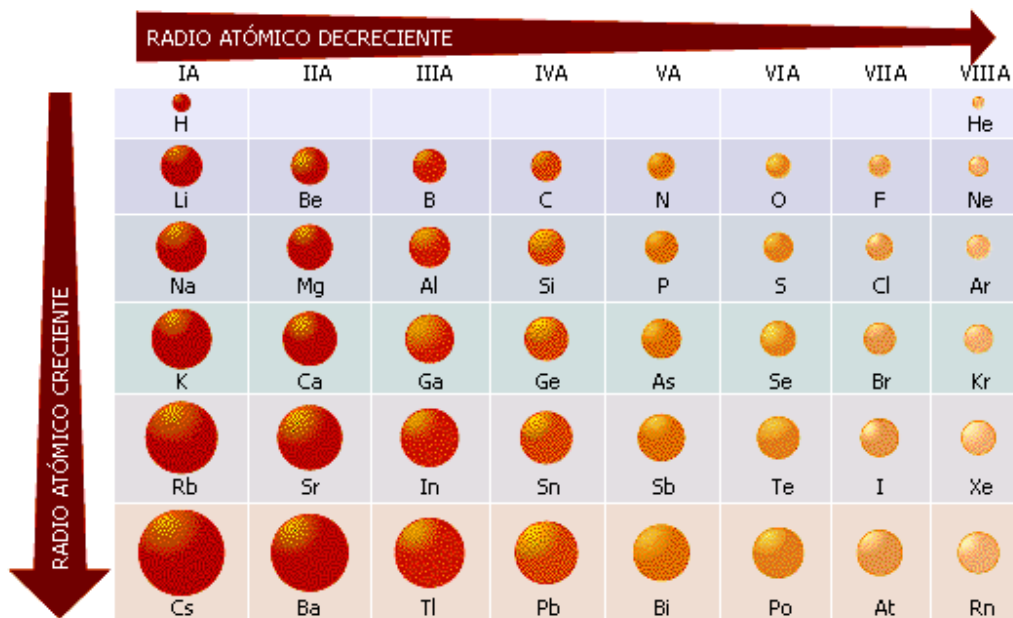 RADIO ATÓMICO DECRECIENTE
IA IIA IIIA IVA VA VIA VIIA VIIIA
RADIO ATÓMICO CRECIENTE
H He
Li Be B C N O F Ne
Na Mg Al Si P S Cl Ar
K Ca Ga Ge As Se Br Kr
Rb Sr In Sn Sb Te I Xe
Cs Ba Tl Pb Bi Po At Rn